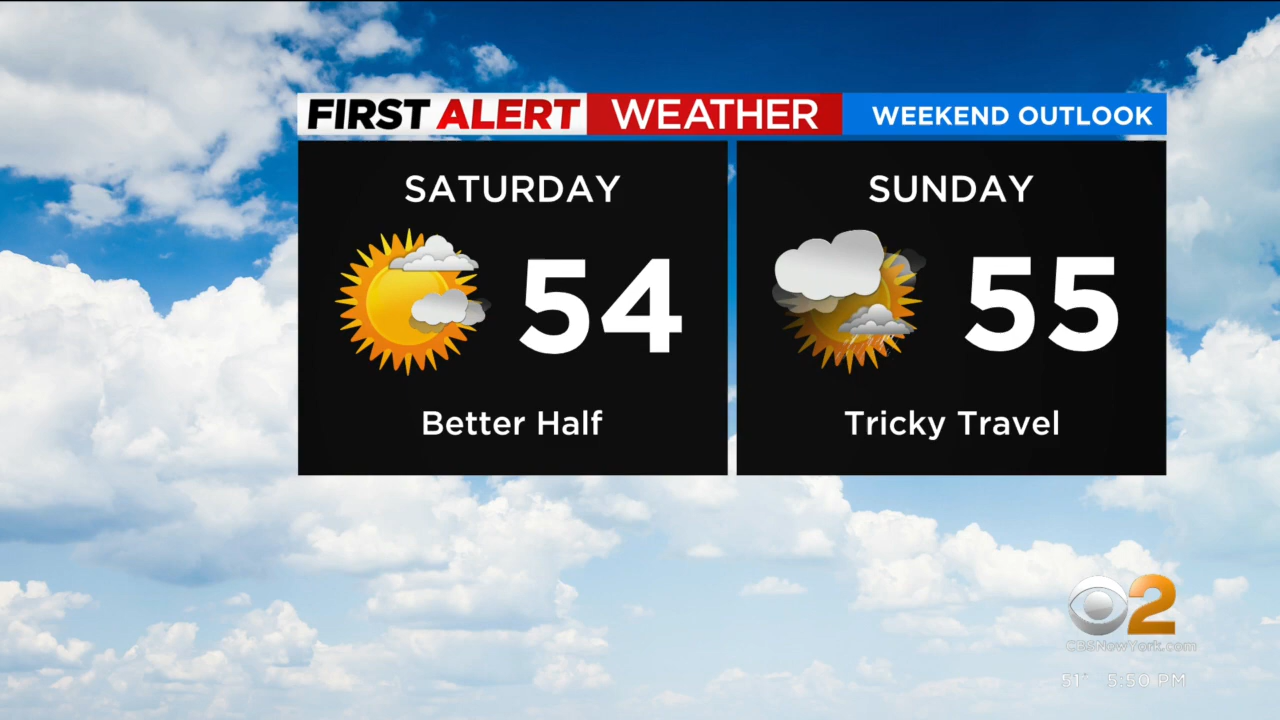 FIRST ALERT WEATHER WEEKEND OUTLOOK
SATURDAY
54
Better Half
SUNDAY
55
Tricky Travel
2
CBSNewYork.com
51° 5:50 PM